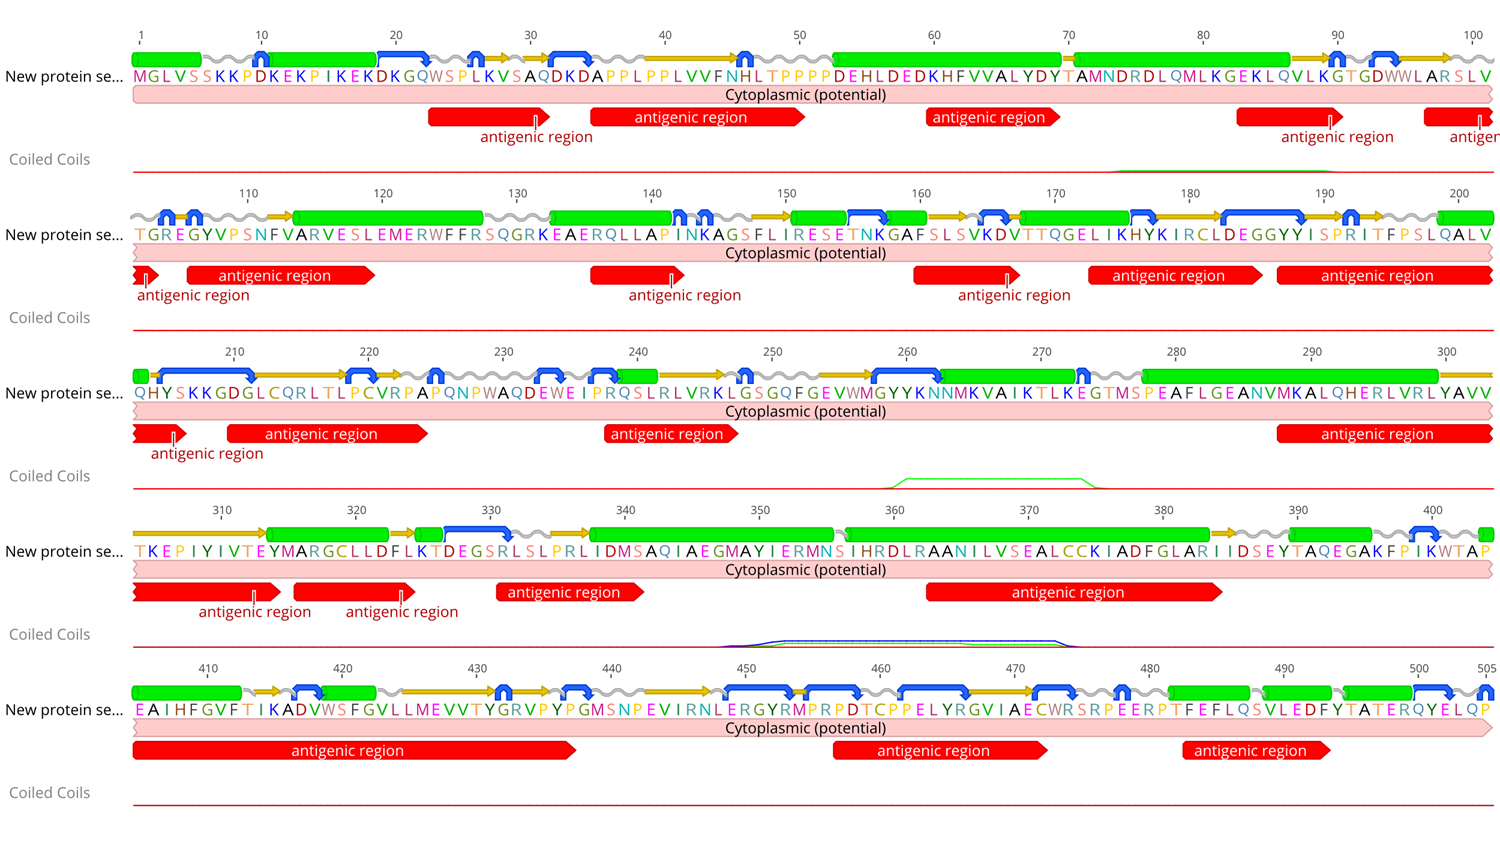 1 10 20 30 40 50 60 70 80 90 100
New protein se... MGLVSSKKPDKEKPIKEKDKGQWSPLKVSAQDKDAPPLPPLVVFNHLTPPPPDEHLDEDKHFVVALYDYTAMNDRDLQMLKGEKLQVLKGTGDWWLARSLV
Cytoplasmic (potential)
antigenic region antigenic region
antigenic region antigenic region antigen
Coiled Coils
110 120 130 140 150 160 170 180 190 200
New protein se... TGREGYVPSNFVARVESLEMERWFFRSQGRKEAERQLLAPINKAGSFLIRESETNKGAFSLSVKDVTTQGELIKHYKIRCLDEGGYYISPRITFPSLQALV
Cytoplasmic (potential)
antigenic region antigenic region antigenic region
antigenic region antigenic region antigenic region
Coiled Coils
210 220 230 240 250 260 270 280 290 300
New protein se... QHYSKKGDGLCQRLTLPCVRPAPQNPWAQDEWEIPRQSLRLVRKLGSGQFGEVWMGYYKNNMKVAIKTLKEGTMSPEAFLGEANVMKALQHERLVRLYAVV
Cytoplasmic (potential)
antigenic region antigenic region antigenic region
antigenic region
Coiled Coils
310 320 330 340 350 360 370 380 390 400
New protein se... TKEPIYIVTEYMARGCLLDFLKTDEGSRLSLPRLIDMSAQIAEGMAYIERMNSIHRDLRAANILVSEALCCKIADFGLARIIDSEYTAQEGAKFPIKWTAP
Cytoplasmic (potential)
antigenic region antigenic region
antigenic region antigenic region
Coiled Coils
410 420 430 440 450 460 470 480 490 500 505
New protein se... EAIHFGVFTIKADVWSFGVLLMEVVTYGRVPYPGMSNPEVIRNLERGYRMPRPDTCPPELYRGVIAECWRSRPEERPTFEFLQSVLEDFYTATERQYELQP
Cytoplasmic (potential)
antigenic region antigenic region antigenic region
Coiled Coils